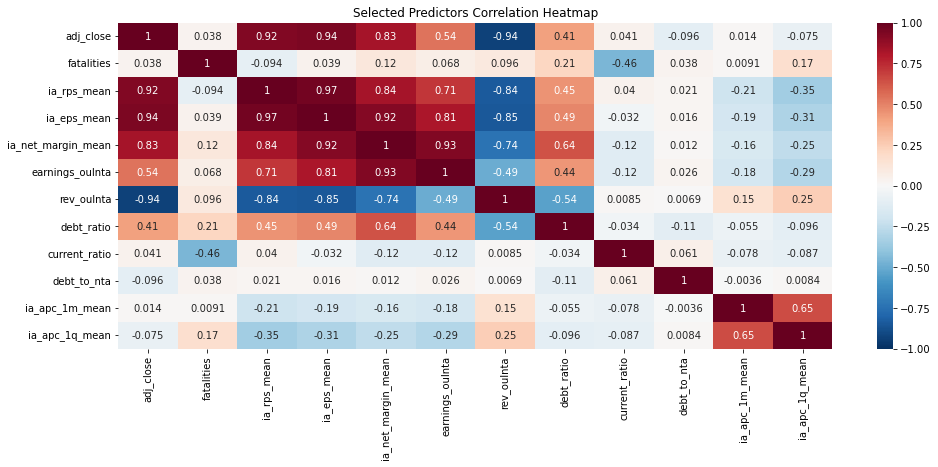 Selected Predictors Correlation Heatmap
adj_close 1 0.038 0.92 0.94 0.83 0.54 -0.94 0.41 0.041 -0.096 0.014 -0.075
fatalities 0.038 1 -0.094 0.039 0.12 0.068 0.096 0.21 -0.46 0.038 0.0091 0.17
ia_rps_mean 0.92 -0.094 1 0.97 0.84 0.71 -0.84 0.45 0.04 0.021 -0.21 -0.35
ia_eps_mean 0.94 0.039 0.97 1 0.92 0.81 -0.85 0.49 -0.032 0.016 -0.19 -0.31
ia_net_margin_mean 0.83 0.12 0.84 0.92 1 0.93 -0.74 0.64 -0.12 0.012 -0.16 -0.25
earnings_oulnta 0.54 0.068 0.71 0.81 0.93 1 -0.49 0.44 -0.12 0.026 -0.18 -0.29
rev_oulnta -0.94 0.096 -0.84 -0.85 -0.74 -0.49 1 -0.54 0.0085 0.0069 0.15 0.25
debt_ratio 0.41 0.21 0.45 0.49 0.64 0.44 -0.54 1 -0.034 -0.11 -0.055 -0.096
current_ratio 0.041 -0.46 0.04 -0.032 -0.12 -0.12 0.0085 -0.034 1 0.061 -0.078 -0.087
debt_to_nta -0.096 0.038 0.021 0.016 0.012 0.026 0.0069 -0.11 0.061 1 -0.0036 0.0084
ia_apc_1m_mean 0.014 0.0091 -0.21 -0.19 -0.16 -0.18 0.15 -0.055 -0.078 -0.0036 1 0.65
ia_apc_1q_mean -0.075 0.17 -0.35 -0.31 -0.25 -0.29 0.25 -0.096 -0.087 0.0084 0.65 1
adj_close
fatalities
ia_rps_mean
ia_eps_mean
ia_net_margin_mean
earnings_oulnta
rev_oulnta
debt_ratio
current_ratio
debt_to_nta
ia_apc_1m_mean
ia_apc_1q_mean
1.00
0.75
0.50
0.25
0.00
−0.25
−0.50
−0.75
−1.00